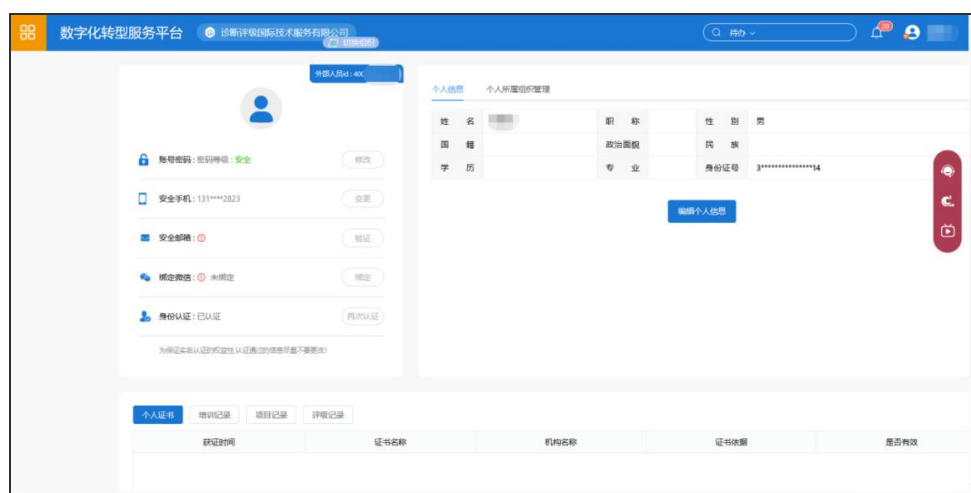 数字化转型服务平台
诊断评级国际技术服务有限公司
切换组织
待办
20
外部人员id : 40
账号密码 : 密码等级 : 安全
修改
安全手机 : 131****2823
变更
安全邮箱 :
验证
绑定微信 : 未绑定
绑定
身份认证 : 已认证
再次认证
为保证实名认证的权益性,认证通过的信息尽量不要更改!
个人信息 个人所属组织管理
姓 名 职 称 性 别 男
国 籍 政治面貌 民 族
学 历 专 业 身份证号 3***************14
编辑个人信息
个人证书 培训记录 项目记录 评级记录
获证时间 证书名称 机构名称 证书依据 是否有效